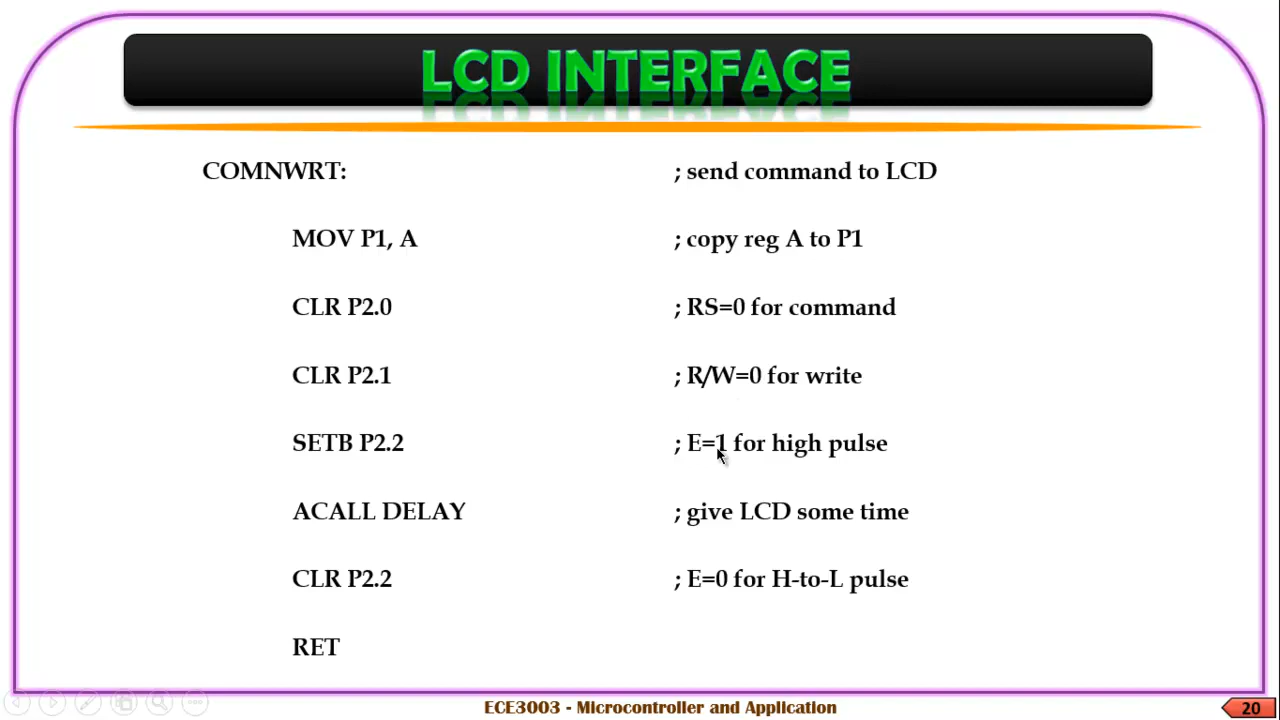 LCD INTERFACE
COMNWRT: ; send command to LCD
MOV P1, A ; copy reg A to P1
CLR P2.0 ; RS=0 for command
CLR P2.1 ; R/W=0 for write
SETB P2.2 ; E=1 for high pulse
ACALL DELAY ; give LCD some time
CLR P2.2 ; E=0 for H-to-L pulse
RET
ECE3003 - Microcontroller and Application
20